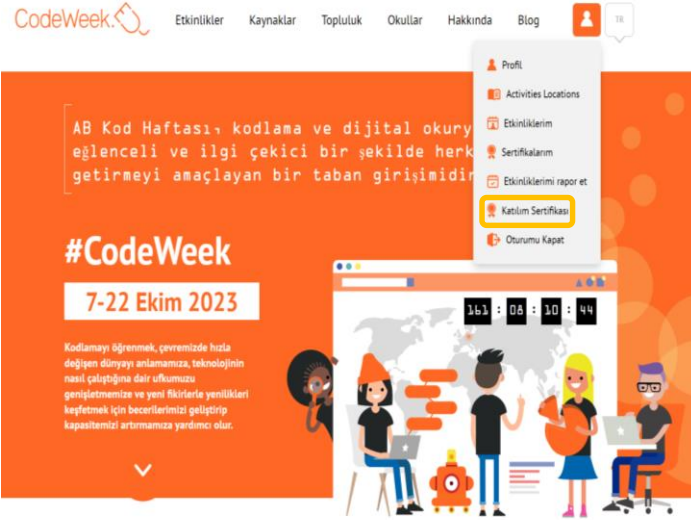 CodeWeek.
Etkinlikler
Kaynaklar
Topluluk
Okullar
Hakkında
Blog
TR
Profil
Activities Locations
Etkinliklerim
Sertifikalarım
Etkinliklerimi rapor et
Katılım Sertifikası
Oturumu Kapat
AB Kod Haftası, kodlama ve dijital okury
eğlenceli ve ilgi çekici bir şekilde herk
getirmeyi amaçlayan bir taban girişimidir
#CodeWeek
7-22 Ekim 2023
161 : 08 : 10 : 44
Kodlamayı öğrenmek, çevremizde hızla
değişen dünyayı anlamamıza, teknolojinin
nasıl çalıştığına dair ufkumuzu
genişletmemize ve yeni fikirlerle yenilikleri
keşfetmek için becerilerimizi geliştirip
kapasitemizi artırmamıza yardımcı olur.